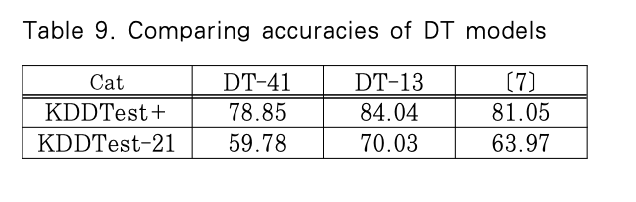 Table 9. Comparing accuracies of DT models
Cat DT-41 DT-13 [7]
KDDTest+ 78.85 84.04 81.05
KDDTest-21 59.78 70.03 63.97